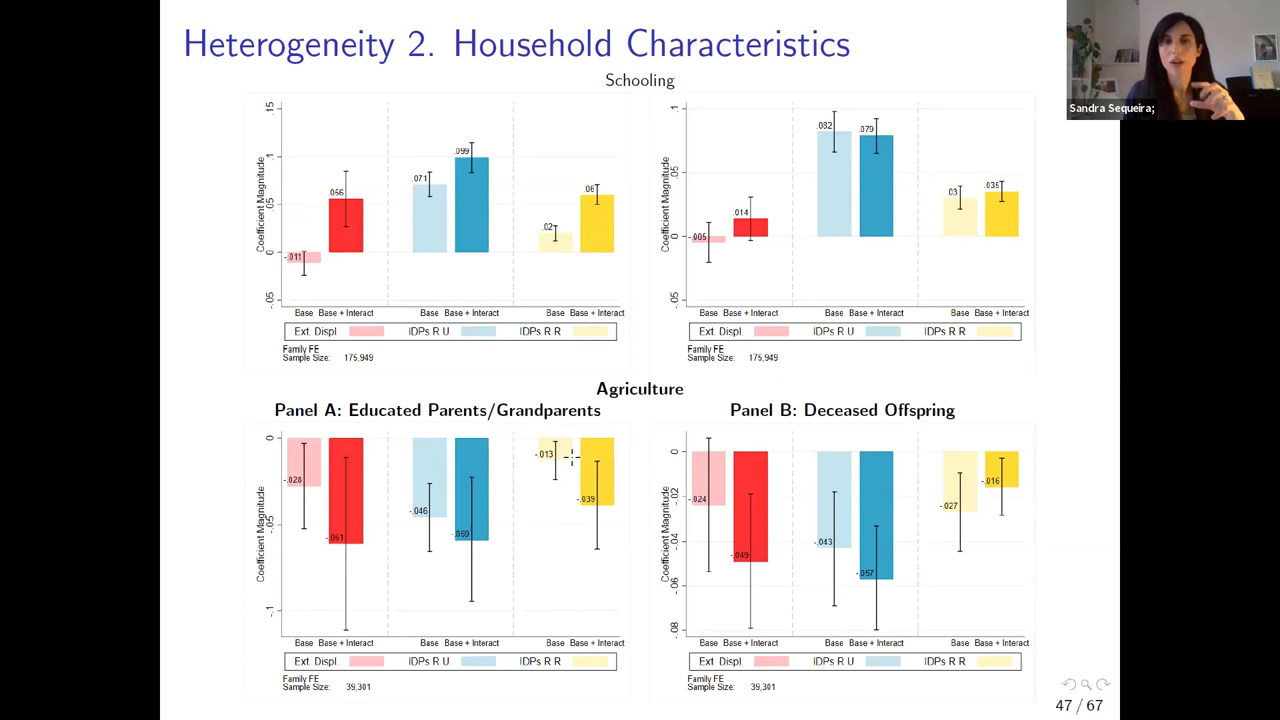 Heterogeneity 2. Household Characteristics
Schooling
Coefficient Magnitude
.15
.1
.05
0
-.05
-.011
.056
.071
.099
.02
.06
Base Base + Interact Base Base + Interact Base Base + Interact
Ext. Displ. IDPs R U IDPs R R
Family FE
Sample Size: 175,949
Coefficient Magnitude
.1
.05
0
-.05
-.005
.014
.082
.079
.03
.035
Base Base + Interact Base Base + Interact Base Base + Interact
Ext. Displ. IDPs R U IDPs R R
Family FE
Sample Size: 175,949
Agriculture
Panel A: Educated Parents/Grandparents
Coefficient Magnitude
0
-.05
-.1
-.028
-.061
-.046
-.059
-.013
-.039
Base Base + Interact Base Base + Interact Base Base + Interact
Ext. Displ. IDPs R U IDPs R R
Family FE
Sample Size: 39,301
Panel B: Deceased Offspring
Coefficient Magnitude
0
-.02
-.04
-.06
-.08
-.024
-.049
-.043
-.057
-.027
-.016
Base Base + Interact Base Base + Interact Base Base + Interact
Ext. Displ IDPs R U IDPs R R
Family FE
Sample Size: 39,301
Sandra Sequeira;
47 / 67